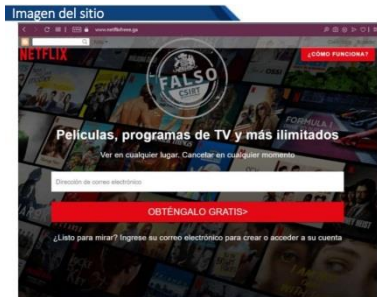 Imagen del sitio
NETFLIX
¿CÓMO FUNCIONA?
FALSO
CSIRT
FORMULA 1
Películas, programas de TV y más ilimitados
Ver en cualquier lugar. Cancelar en cualquier momento
Dirección de correo electrónico
OBTÉNGALO GRATIS>
¿Listo para mirar? Ingrese su correo electrónico para crear o acceder a su cuenta